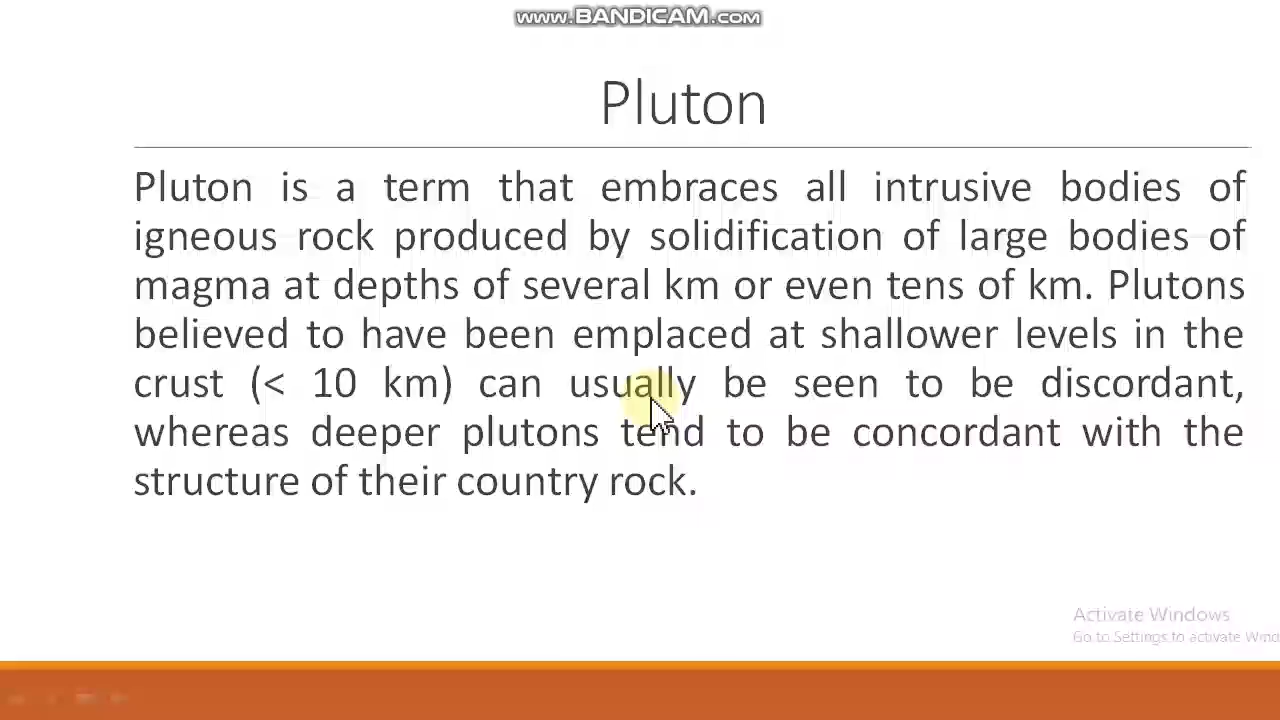 www.BANDICAM.com
Pluton
Pluton is a term that embraces all intrusive bodies of
igneous rock produced by solidification of large bodies of
magma at depths of several km or even tens of km. Plutons
believed to have been emplaced at shallower levels in the
crust (< 10 km) can usually be seen to be discordant,
whereas deeper plutons tend to be concordant with the
structure of their country rock.
Activate Windows
Go to Settings to activate Wind